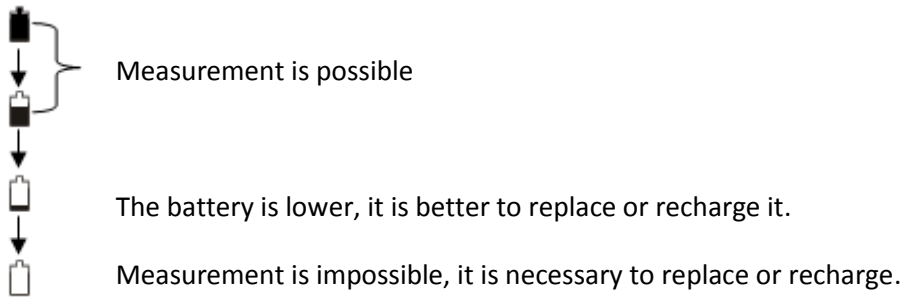 Measurement is possible
The battery is lower, it is better to replace or recharge it.
Measurement is impossible, it is necessary to replace or recharge.